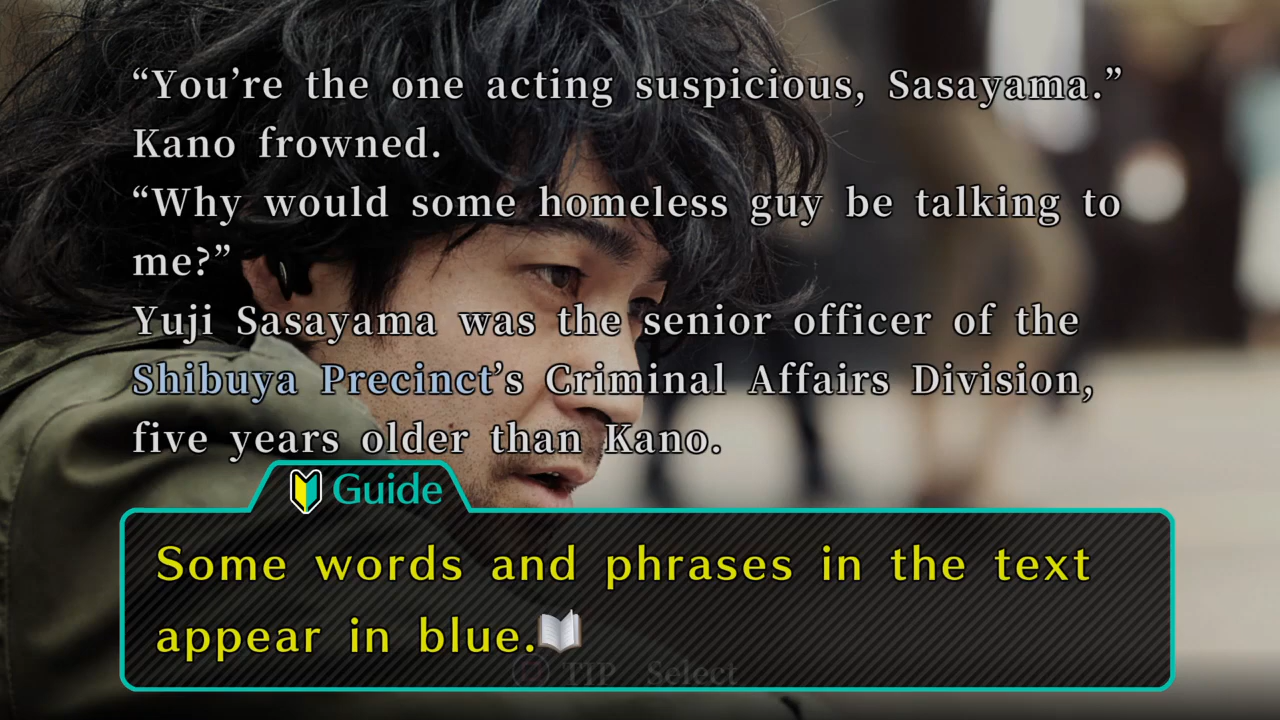 “You’re the one acting suspicious, Sasayama.”
Kano frowned.
“Why would some homeless guy be talking to
me?”
Yuji Sasayama was the senior officer of the
Shibuya Precinct’s Criminal Affairs Division,
five years older than Kano.
Guide
Some words and phrases in the text
appear in blue.
TIP Select